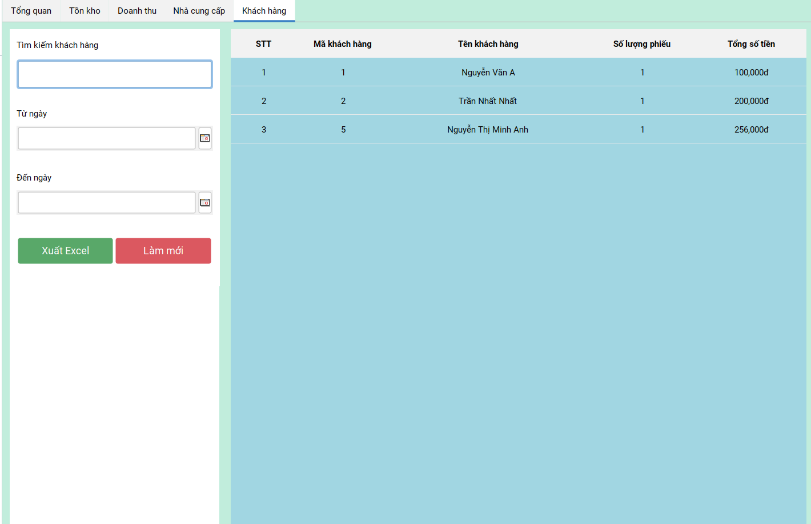 Tổng quan Tồn kho Doanh thu Nhà cung cấp Khách hàng
Tìm kiếm khách hàng
Từ ngày
Đến ngày
Xuất Excel Làm mới
STT Mã khách hàng Tên khách hàng Số lượng phiếu Tổng số tiền
1 1 Nguyễn Văn A 1 100,000đ
2 2 Trần Nhất Nhất 1 200,000đ
3 5 Nguyễn Thị Minh Anh 1 256,000đ